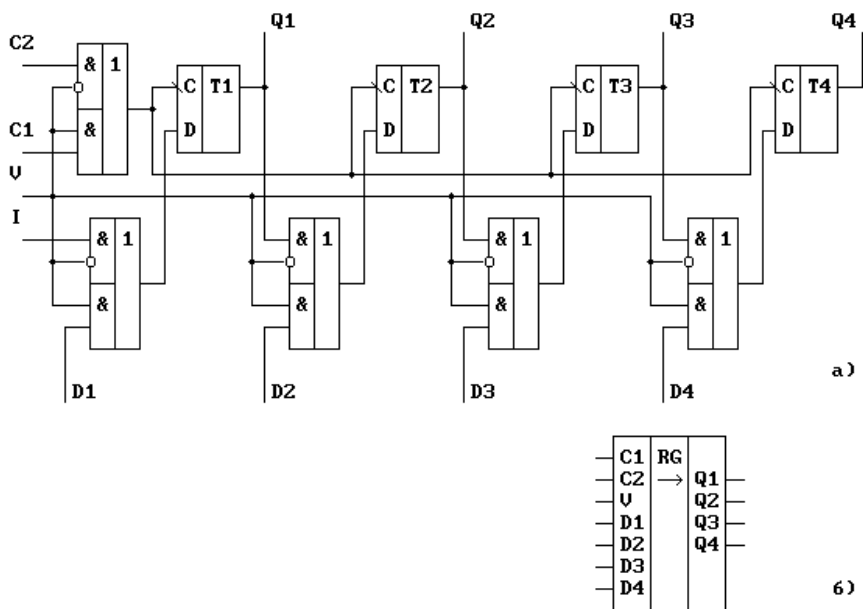 Q1 Q2 Q3 Q4
C2
& 1 C T1 C T2 C T3 C T4
C1 & D D D D
V
I
& 1 & 1 & 1 & 1
& & & &
а)
D1 D2 D3 D4
C1 RG
C2 → Q1
V Q2
D1 Q3
D2 Q4
D3
D4 б)